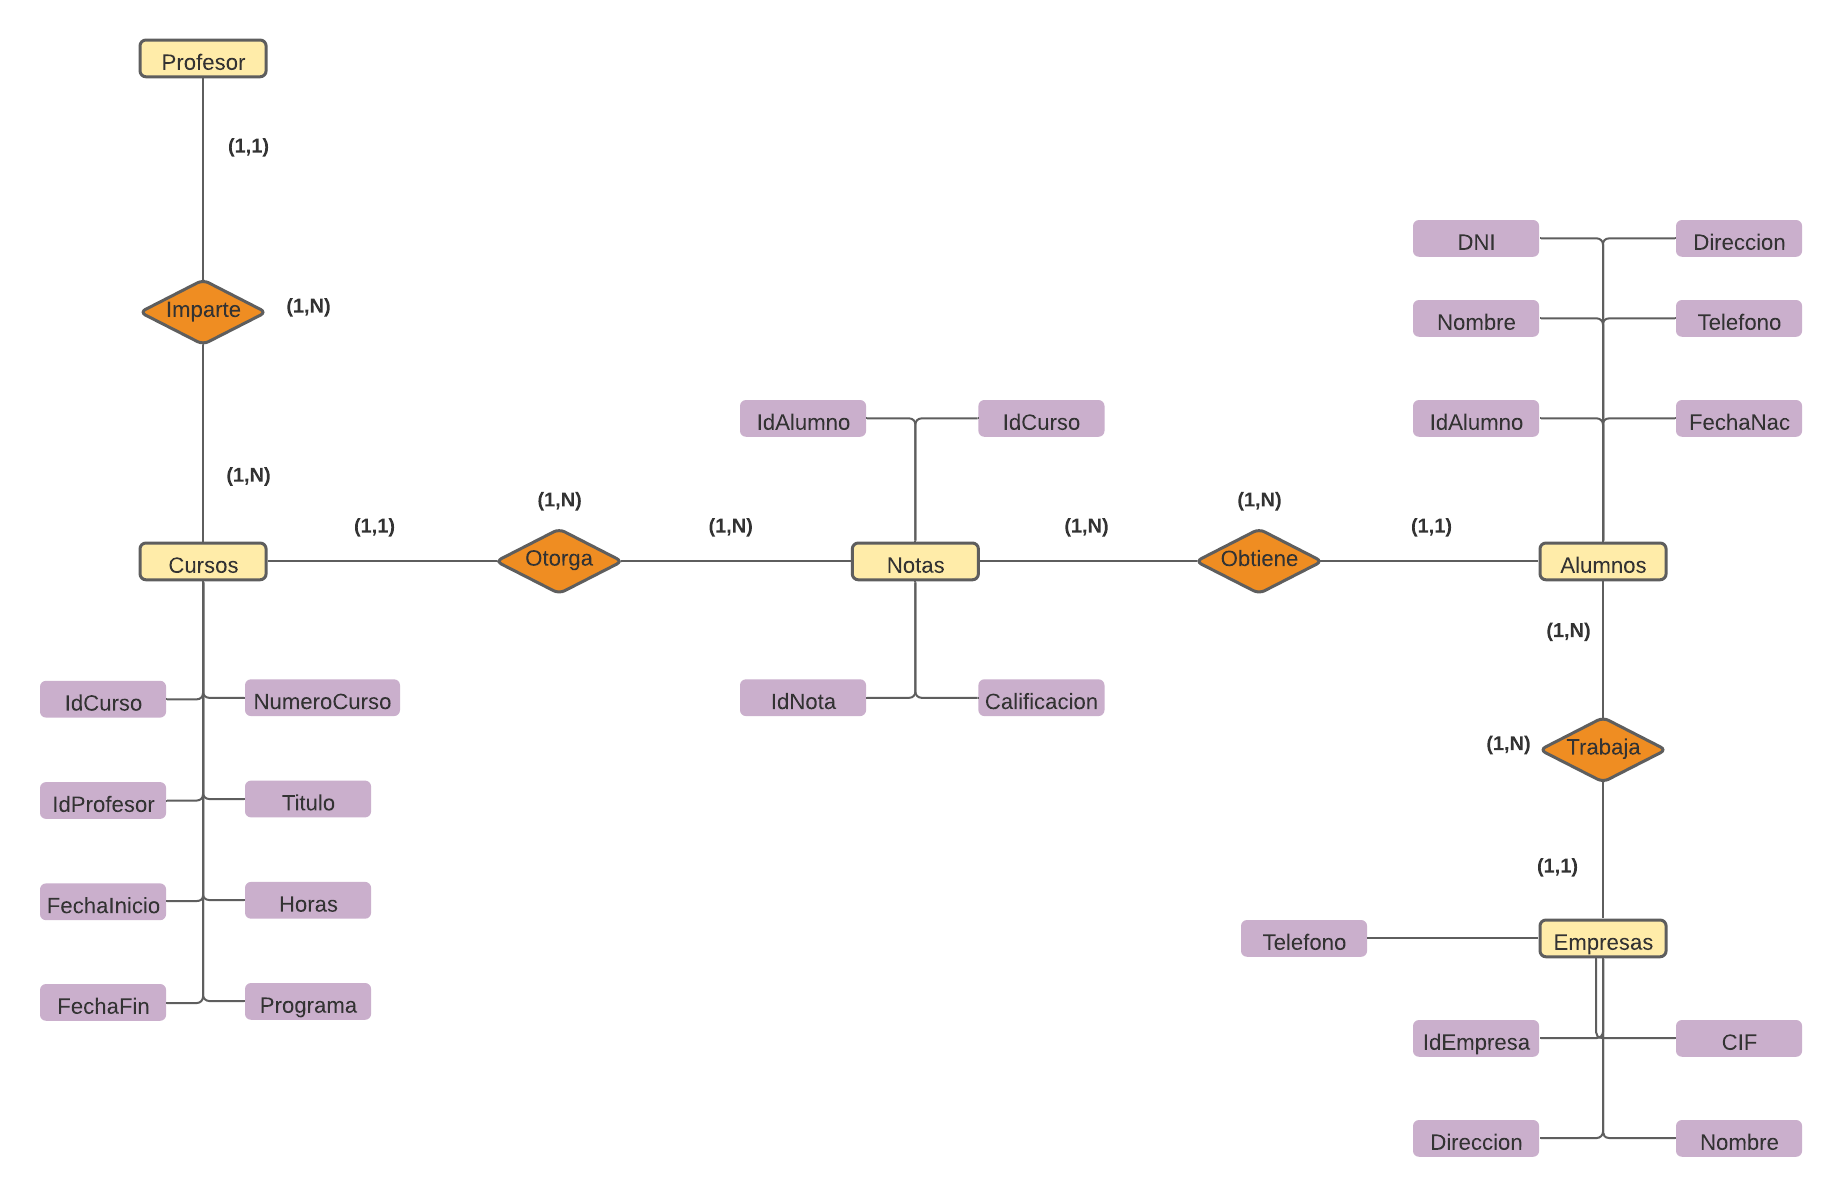 Profesor
(1,1)
DNI
Direccion
Imparte
(1,N)
Nombre
Telefono
IdAlumno
IdCurso
IdAlumno
FechaNac
(1,N)
(1,N)
(1,N)
(1,1)
(1,N)
(1,N)
(1,1)
Cursos
Otorga
Notas
Obtiene
Alumnos
(1,N)
IdCurso
NumeroCurso
IdNota
Calificacion
(1,N)
Trabaja
IdProfesor
Titulo
(1,1)
FechaInicio
Horas
Telefono
Empresas
FechaFin
Programa
IdEmpresa
CIF
Direccion
Nombre